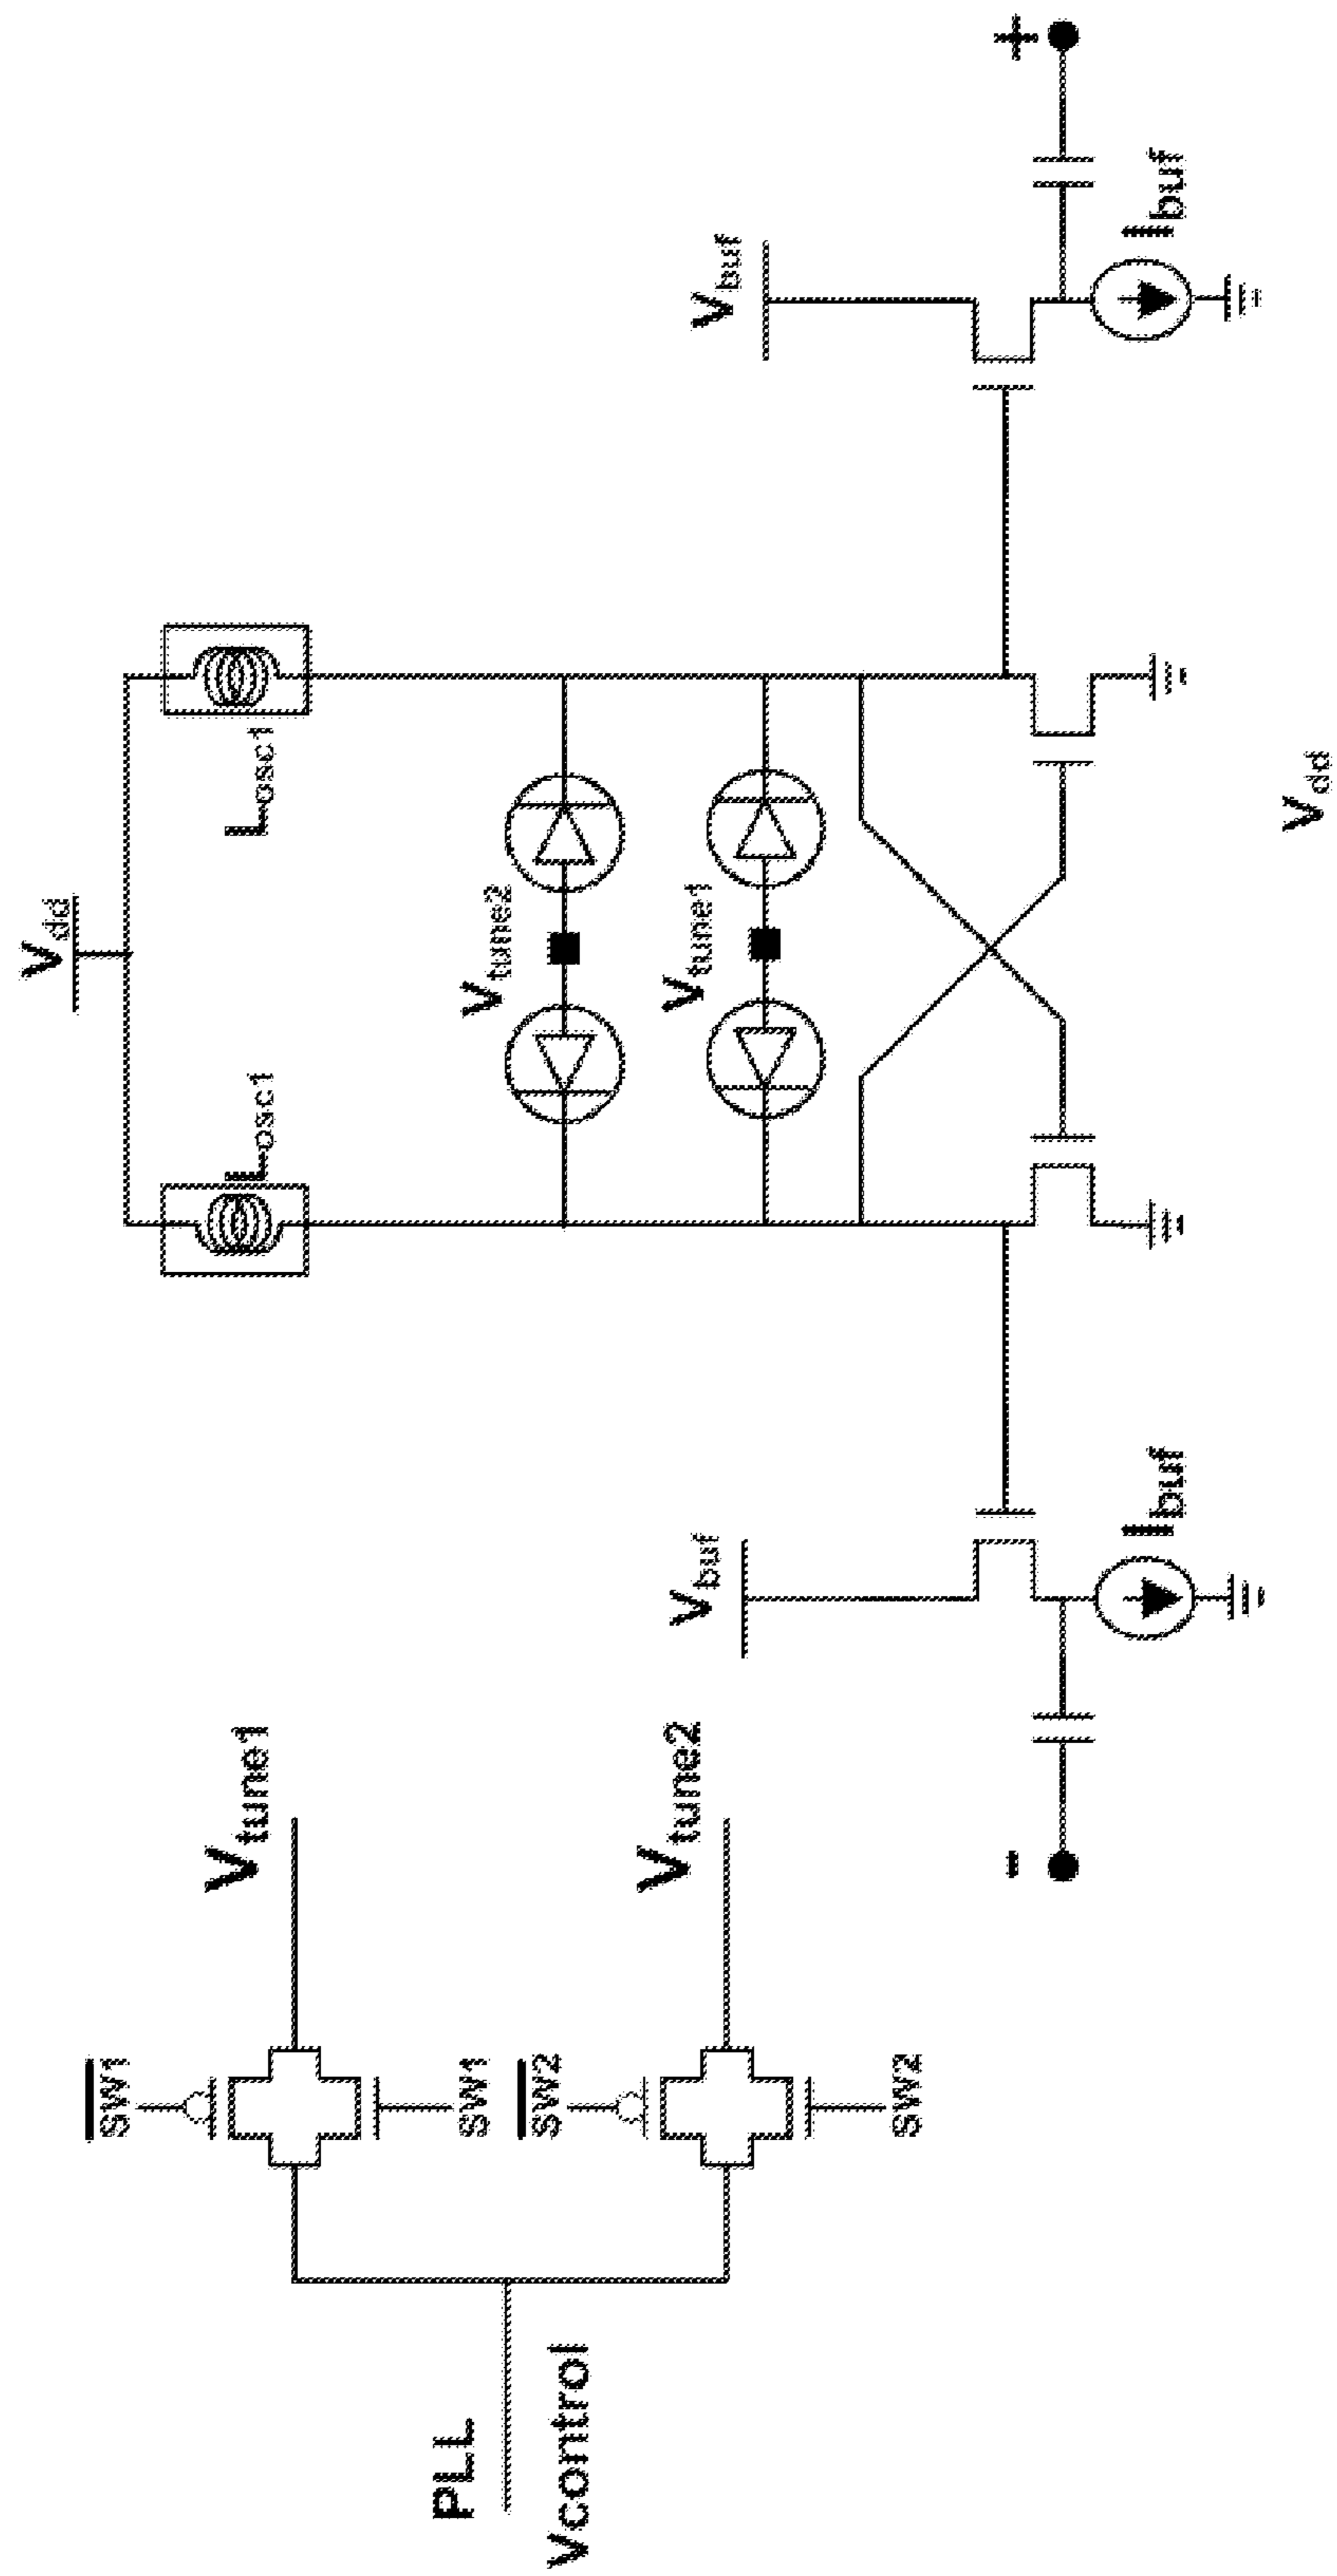 Vdd
Losc1
Losc1
Vtune2
Vtune1
Vbuf
Ibuf
+
Vbuf
Ibuf
-
Vdd
PLL
Vcontrol
SW1
SW1
Vtune1
SW2
SW2
Vtune2